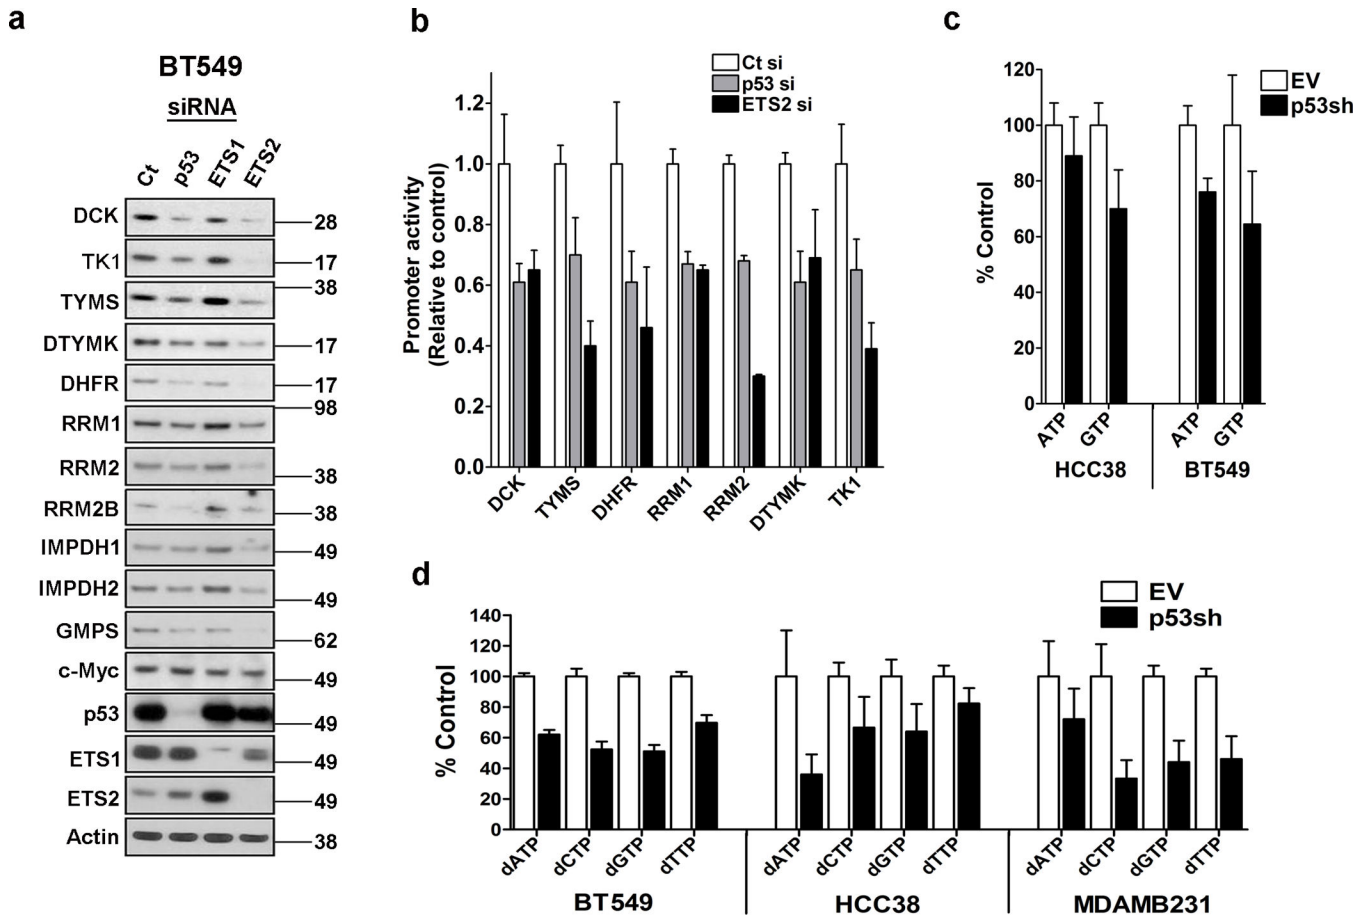 a
BT549
siRNA
Ct p53 ETS1 ETS2
DCK 28
TK1 17
38
TYMS
DTYMK 17
DHFR 17
98
RRM1
RRM2 38
RRM2B 38
IMPDH1 49
IMPDH2 49
GMPS 62
c-Myc 49
p53 49
ETS1 49
ETS2 49
Actin 38
b
Ct si
p53 si
ETS2 si
Promoter activity
(Relative to control)
1.2
1.0
0.8
0.6
0.4
0.2
0.0
DCK TYMS DHFR RRM1 RRM2 DTYMK TK1
c
EV
p53sh
% Control
120
100
80
60
40
20
0
ATP GTP ATP GTP
HCC38 BT549
d
EV
p53sh
% Control
140
120
100
80
60
40
20
0
dATP dCTP dGTP dTTP dATP dCTP dGTP dTTP dATP dCTP dGTP dTTP
BT549 HCC38 MDAMB231